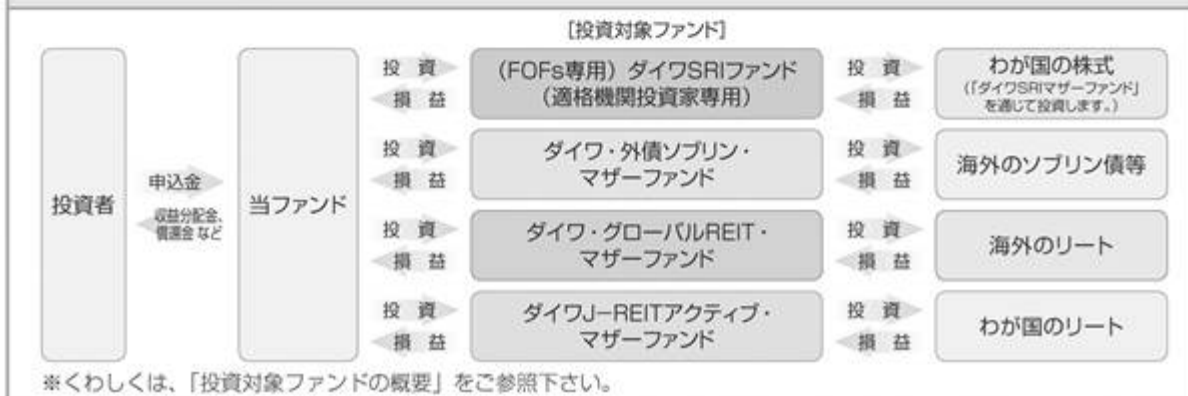 [投資対象ファンド]
投資者
申込金
収益分配金、
償還金 など
当ファンド
投 資
損 益
(FOFs専用) ダイワSRIファンド
(適格機関投資家専用)
投 資
損 益
わが国の株式
(「ダイワSRIマザーファンド」
を通じて投資します。)
投 資
損 益
ダイワ・外債ソブリン・
マザーファンド
投 資
損 益
海外のソブリン債等
投 資
損 益
ダイワ・グローバルREIT・
マザーファンド
投 資
損 益
海外のリート
投 資
損 益
ダイワJ-REITアクティブ・
マザーファンド
投 資
損 益
わが国のリート
※くわしくは、「投資対象ファンドの概要」をご参照下さい。